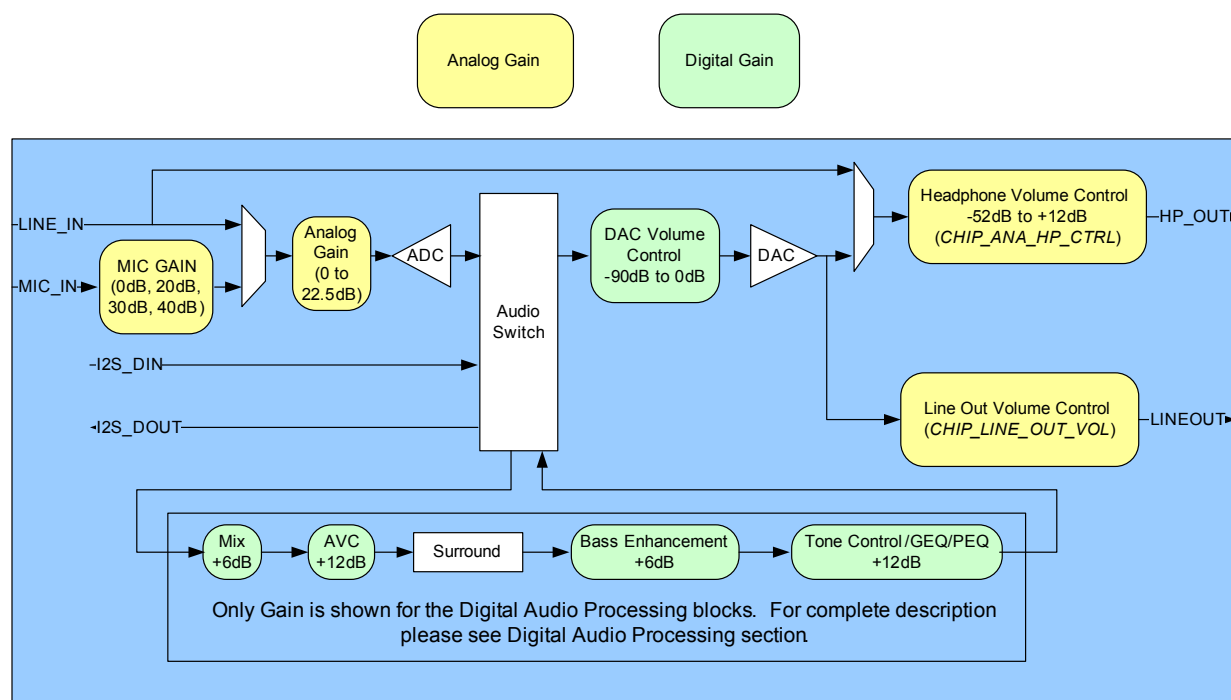 Analog Gain
Digital Gain
LINE_IN
MIC_IN
MIC GAIN
(0dB, 20dB,
30dB, 40dB)
Analog
Gain
(0 to
22.5dB)
ADC
Audio
Switch
DAC Volume
Control
-90dB to 0dB
DAC
Headphone Volume Control
-52dB to +12dB
(CHIP_ANA_HP_CTRL)
HP_OUT
I2S_DIN
I2S_DOUT
Line Out Volume Control
(CHIP_LINE_OUT_VOL)
LINEOUT
Mix
+6dB
AVC
+12dB
Surround
Bass Enhancement
+6dB
Tone Control/GEQ/PEQ
+12dB
Only Gain is shown for the Digital Audio Processing blocks. For complete description
please see Digital Audio Processing section.